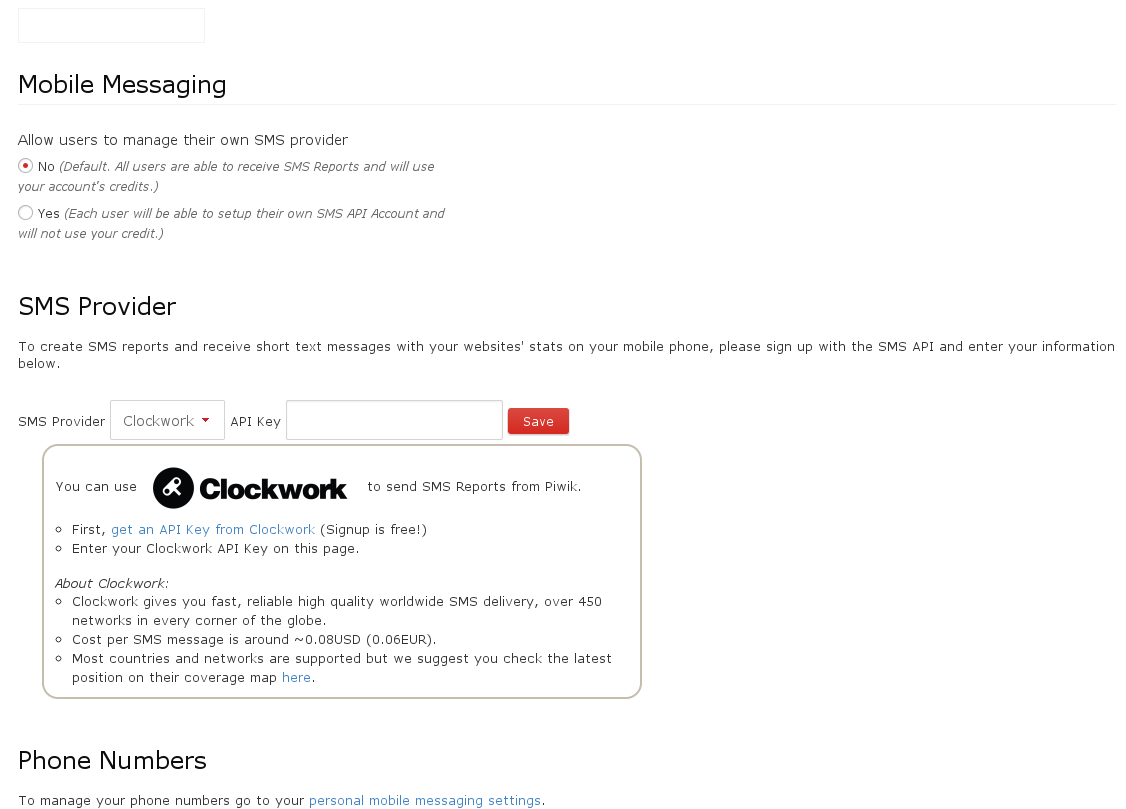 Mobile Messaging
Allow users to manage their own SMS provider
No (Default. All users are able to receive SMS Reports and will use
your account's credits.)
Yes (Each user will be able to setup their own SMS API Account and
will not use your credit.)
SMS Provider
To create SMS reports and receive short text messages with your websites' stats on your mobile phone, please sign up with the SMS API and enter your information
below.
SMS Provider Clockwork API Key Save
You can use Clockwork to send SMS Reports from Piwik.
First, get an API Key from Clockwork (Signup is free!)
Enter your Clockwork API Key on this page.
About Clockwork:
Clockwork gives you fast, reliable high quality worldwide SMS delivery, over 450
networks in every corner of the globe.
Cost per SMS message is around ~0.08USD (0.06EUR).
Most countries and networks are supported but we suggest you check the latest
position on their coverage map here.
Phone Numbers
To manage your phone numbers go to your personal mobile messaging settings.